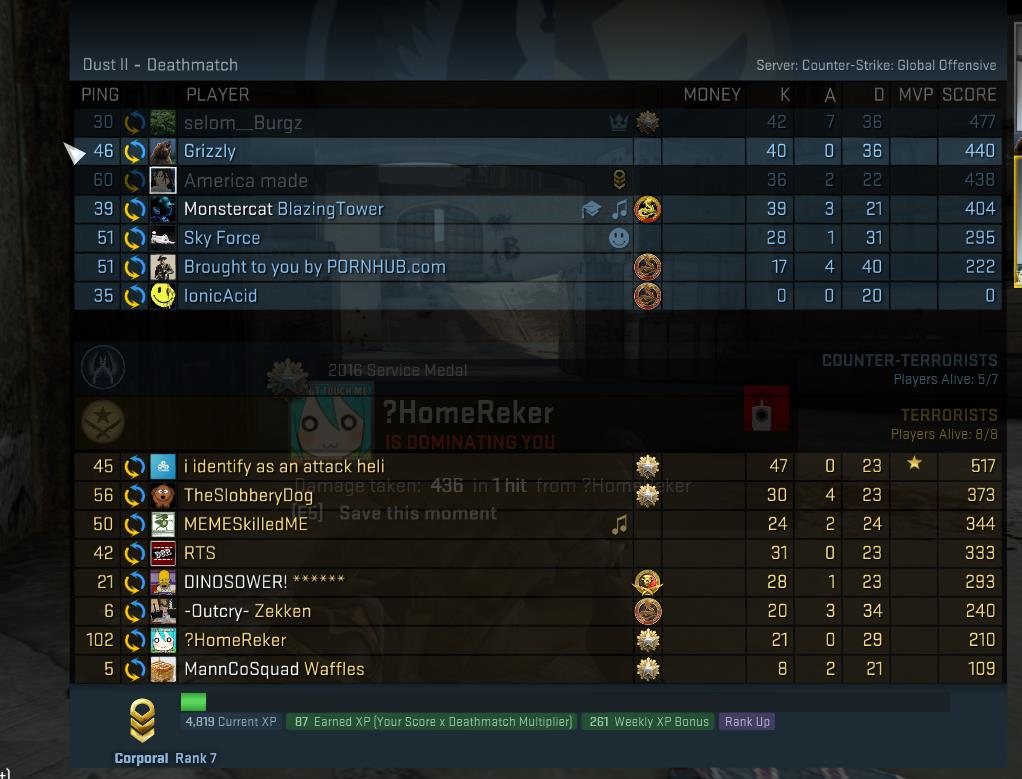 Dust II - Deathmatch
Server: Counter-Strike: Global Offensive
PING PLAYER MONEY K A D MVP SCORE
30 selom__Burgz 42 7 36 477
46 Grizzly 40 0 36 440
60 America made 36 2 22 438
39 Monstercat BlazingTower 39 3 21 404
51 Sky Force 28 1 31 295
51 Brought to you by PORNHUB.com 17 4 40 222
35 IonicAcid 0 0 20 0
B
COUNTER-TERRORISTS
Players Alive: 5/7
2016 Service Medal
T TOUCH ME!
?HomeReker
IS DOMINATING YOU
TERRORISTS
Players Alive: 8/8
45 i identify as an attack heli 47 0 23 517
56 TheSlobberyDog 30 4 23 373
Damage taken: 436 in 1 hit from ?HomeReker
[F5] Save this moment
50 MEMESkilledME 24 2 24 344
42 RTS 31 0 23 333
21 DINOSOWER! ****** 28 1 23 293
6 -Outcry- Zekken 20 3 34 240
102 ?HomeReker 21 0 29 210
5 MannCoSquad Waffles 8 2 21 109
4,819 Current XP 87 Earned XP (Your Score x Deathmatch Multiplier) 261 Weekly XP Bonus Rank Up
Corporal Rank 7